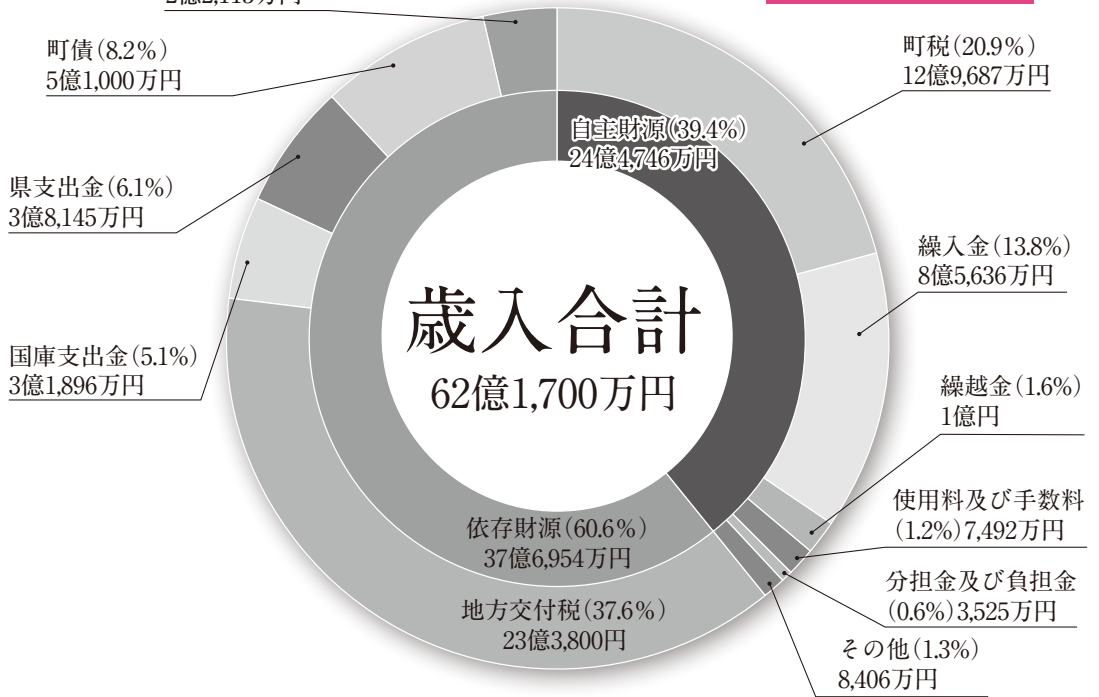 町債(8.2%)
5億1,000万円
町税(20.9%)
12億9,687万円
自主財源(39.4%)
24億4,746万円
県支出金(6.1%)
3億8,145万円
繰入金(13.8%)
8億5,636万円
歳入合計
62億1,700万円
国庫支出金(5.1%)
3億1,896万円
繰越金(1.6%)
1億円
使用料及び手数料
(1.2%)7,492万円
依存財源(60.6%)
37億6,954万円
分担金及び負担金
(0.6%)3,525万円
地方交付税(37.6%)
23億3,800円
その他(1.3%)
8,406万円